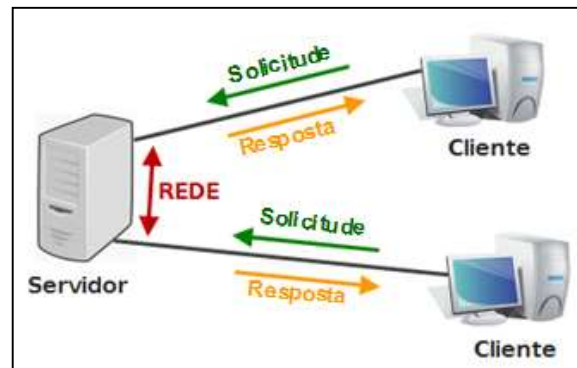 Solicitude
Resposta
Cliente
REDE
Solicitude
Servidor
Resposta
Cliente